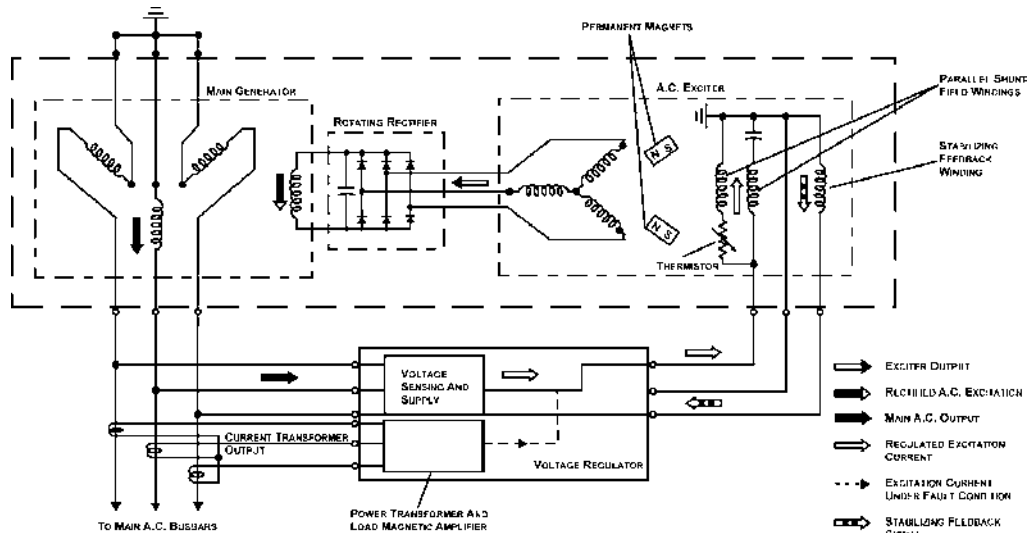 PERMANENT MAGNETS
MAIN GENERATOR
A.C. EXCITER
PARALLEL SHUNT
FIELD WINDINGS
ROTATING RECTIFIER
STABILIZING
FEEDBACK
WINDING
N S
N S
THERMISTOR
VOLTAGE
SENSING AND
SUPPLY
CURRENT TRANSFORMER
OUTPUT
VOLTAGE REGULATOR
POWER TRANSFORMER AND
LOAD MAGNETIC AMPLIFIER
TO MAIN A.C. BUSBARS
EXCITER OUTPUT
RECTIFIED A.C. EXCITATION
MAIN A.C. OUTPUT
REGULATED EXCITATION
CURRENT
EXCITATION CURRENT
UNDER FAULT CONDITION
STABILIZING FEEDBACK